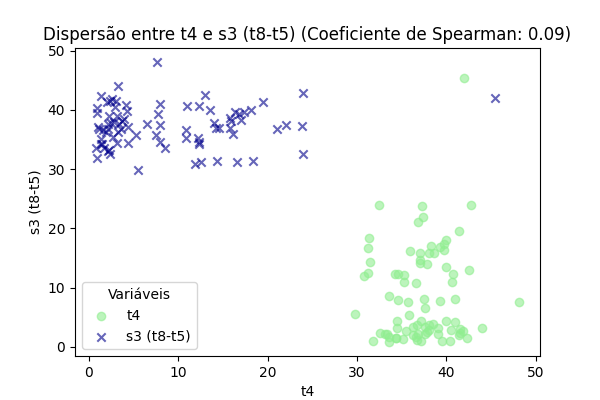 Dispersão entre t4 e s3 (t8-t5) (Coeficiente de Spearman: 0.09)
50
40
30
20
10
0
s3 (t8-t5)
Variáveis
t4
s3 (t8-t5)
0 10 20 30 40 50
t4